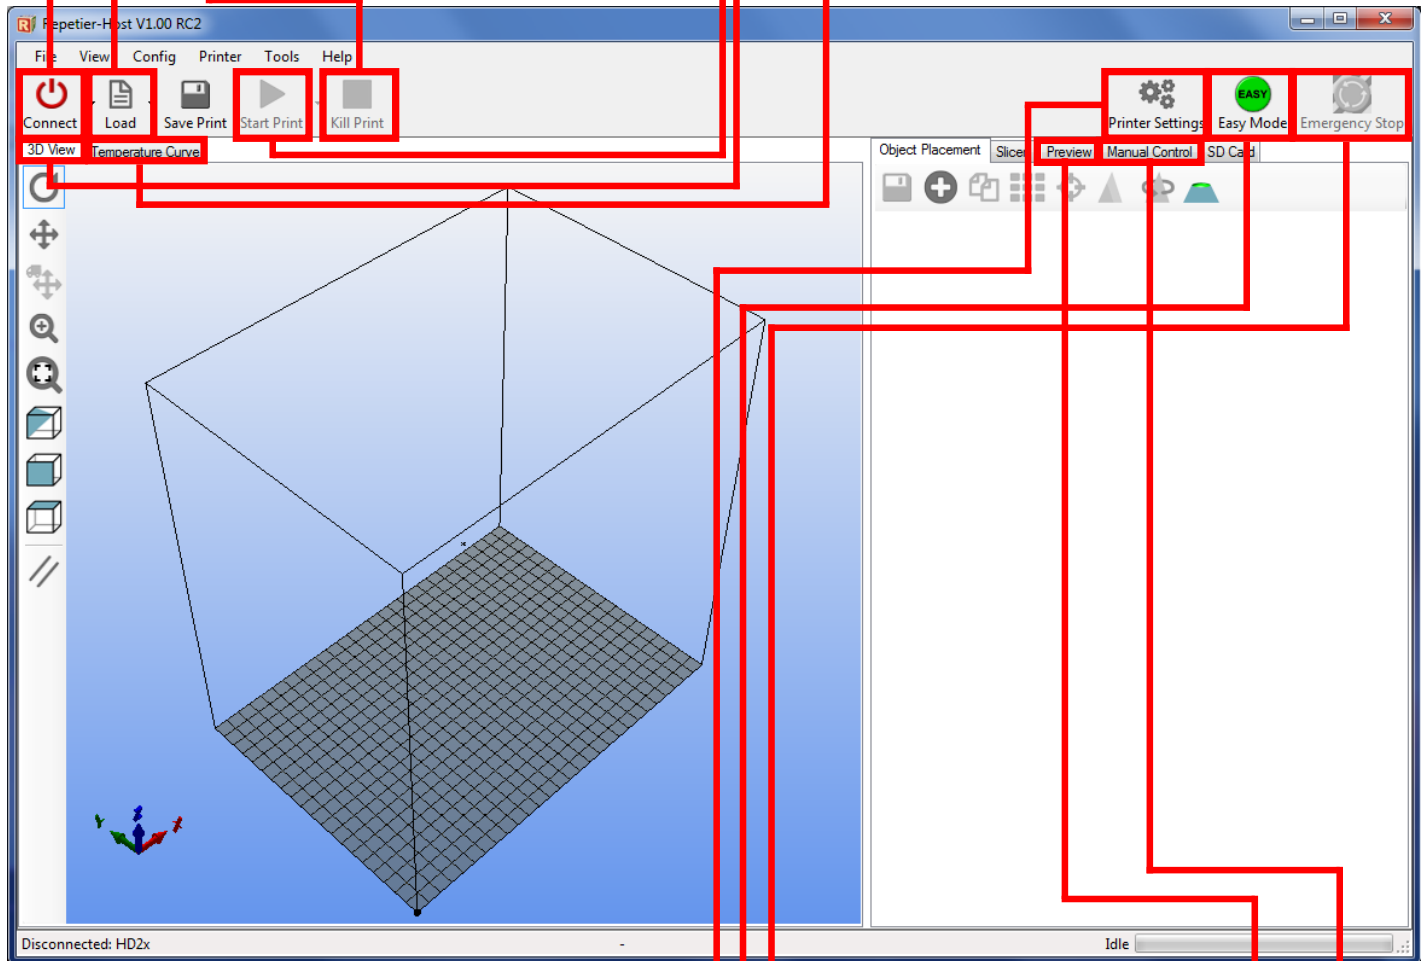 Repetier-Host V1.00 RC2
File View Config Printer Tools Help
Connect Load Save Print Start Print Kill Print Printer Settings Easy Mode Emergency Stop
EASY
3D View Temperature Curve Object Placement Slicer Preview Manual Control SD Card
Disconnected: HD2x - Idle